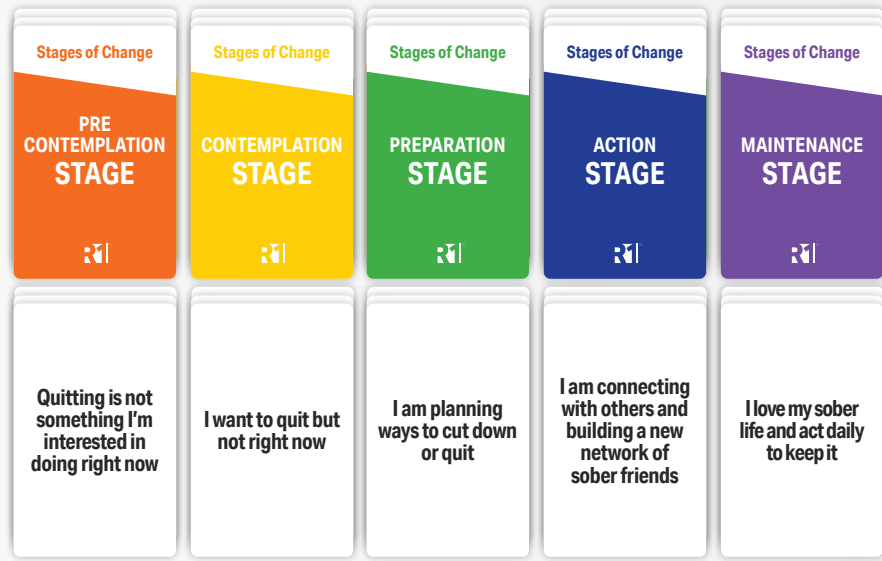 Stages of Change
PRE
CONTEMPLATION
STAGE
Stages of Change
CONTEMPLATION
STAGE
Stages of Change
PREPARATION
STAGE
Stages of Change
ACTION
STAGE
Stages of Change
MAINTENANCE
STAGE
Quitting is not
something I'm
interested in
doing right now
I want to quit but
not right now
I am planning
ways to cut down
or quit
I am connecting
with others and
building a new
network of
sober friends
I love my sober
life and act daily
to keep it